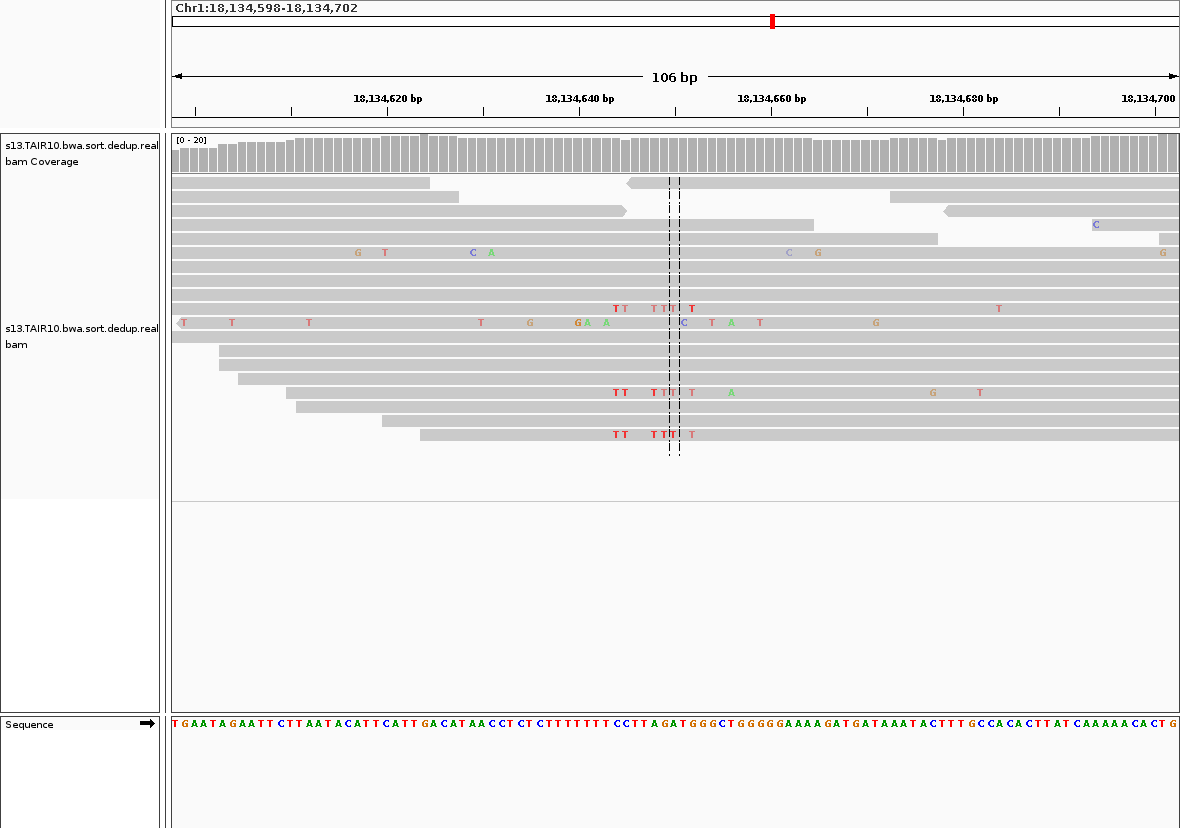 Chr1:18,134,598-18,134,702
106 bp
18,134,620 bp 18,134,640 bp 18,134,660 bp 18,134,680 bp 18,134,700
s13.TAIR10.bwa.sort.dedup.real
bam Coverage
[0 - 20]
C
G T C A C G G
T T T T T T T
s13.TAIR10.bwa.sort.dedup.real
bam
T T T T G G A A C T A T G
T T T T T T A G T
T T T T T T
Sequence
TGAATAGAATTCTTAATACATTCATTGACATAACCTCTCTTTTTTTCCTTAGATGGGCTGGGGGAAAAGATGATAAATACTTTGCCACACTTATCAAAAACACTG